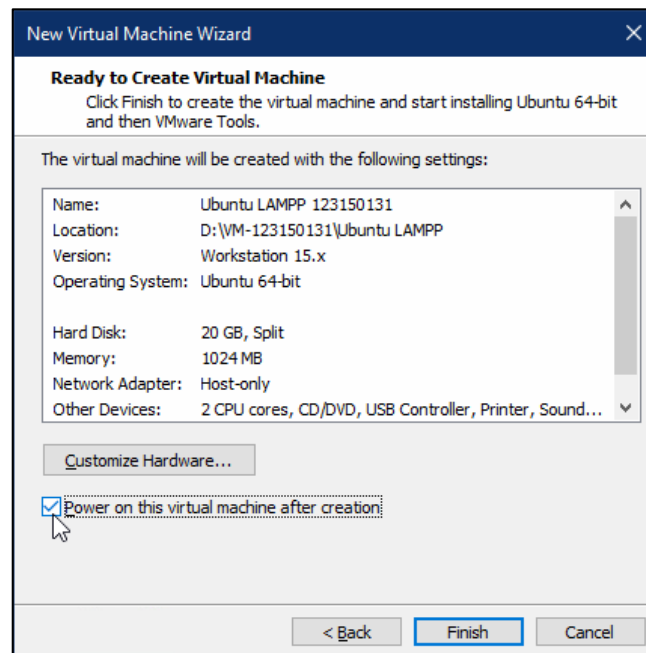 New Virtual Machine Wizard
Ready to Create Virtual Machine
Click Finish to create the virtual machine and start installing Ubuntu 64-bit
and then VMware Tools.
The virtual machine will be created with the following settings:
Name: Ubuntu LAMPP 123150131
Location: D:\VM-123150131\Ubuntu LAMPP
Version: Workstation 15.x
Operating System: Ubuntu 64-bit
Hard Disk: 20 GB, Split
Memory: 1024 MB
Network Adapter: Host-only
Other Devices: 2 CPU cores, CD/DVD, USB Controller, Printer, Sound...
Customize Hardware...
Power on this virtual machine after creation
< Back Finish Cancel